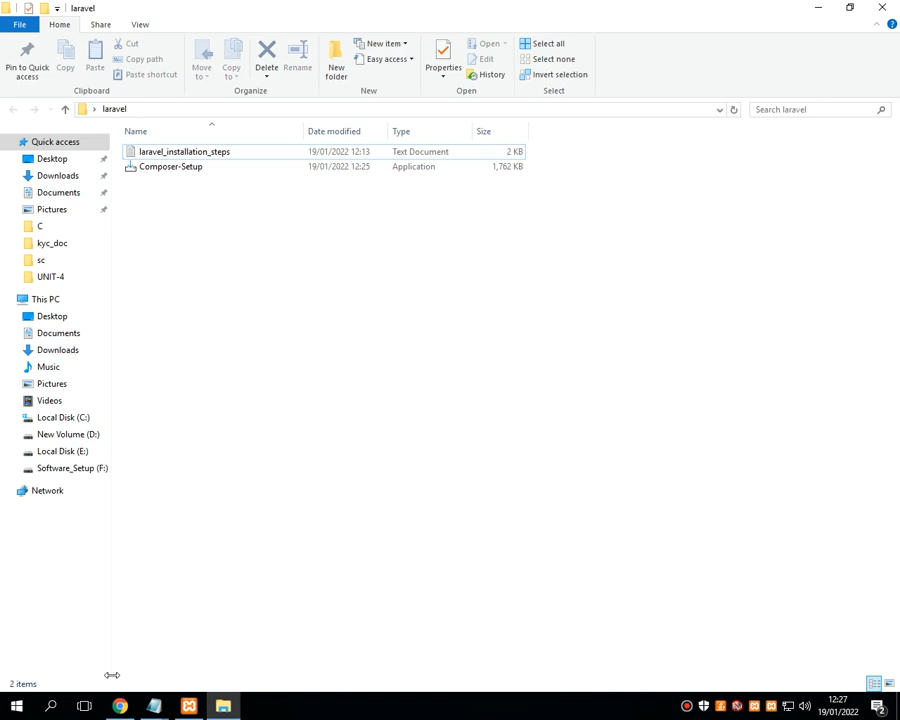 laravel
File
Home
Share
View
Pin to Quick access
Copy
Paste
Cut
Copy path
Paste shortcut
Clipboard
Move to
Copy to
Delete
Rename
Organize
New folder
New item
Easy access
New
Properties
Open
Edit
History
Open
Select all
Select none
Invert selection
Select
laravel
Search laravel
Name
Date modified
Type
Size
laravel_installation_steps 19/01/2022 12:13 Text Document 2 KB
Composer-Setup 19/01/2022 12:25 Application 1,762 KB
Quick access
Desktop
Downloads
Documents
Pictures
C
kyc_doc
sc
UNIT-4
This PC
Desktop
Documents
Downloads
Music
Pictures
Videos
Local Disk (C:)
New Volume (D:)
Local Disk (E:)
Software_Setup (F:)
Network
2 items
12:27
19/01/2022
2